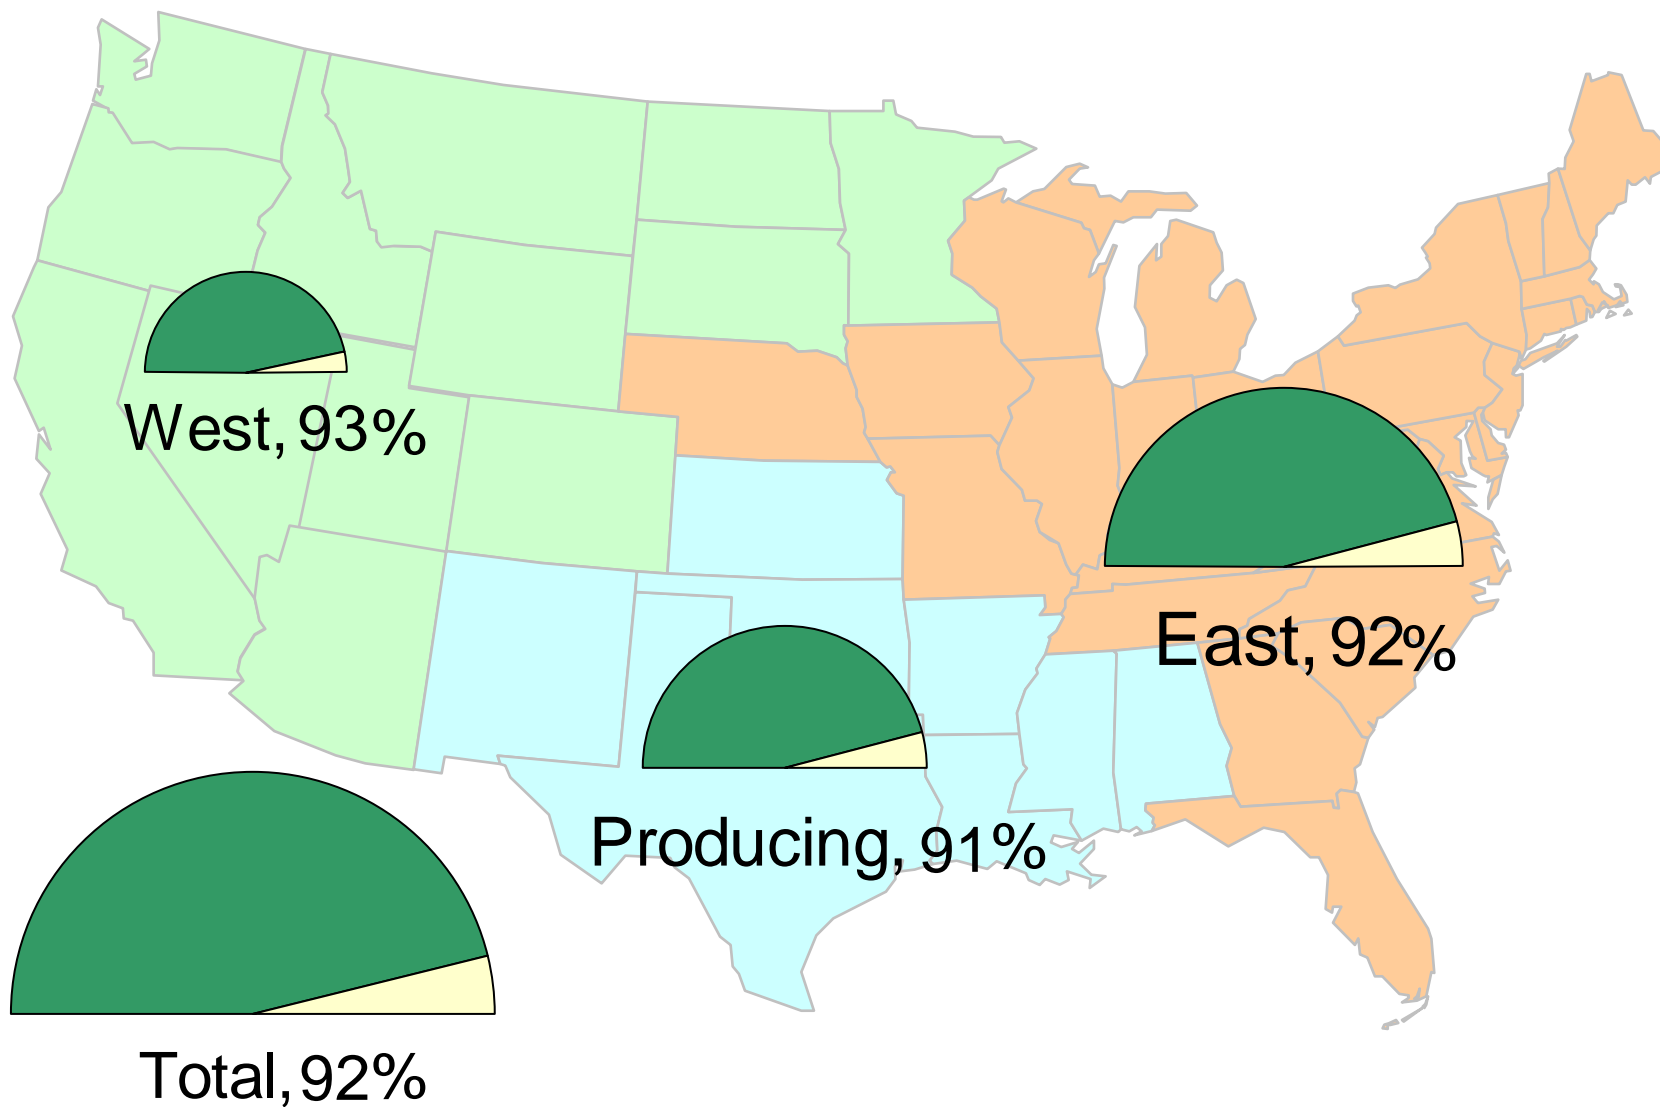 West, 93%
East, 92%
Producing, 91%
Total, 92%